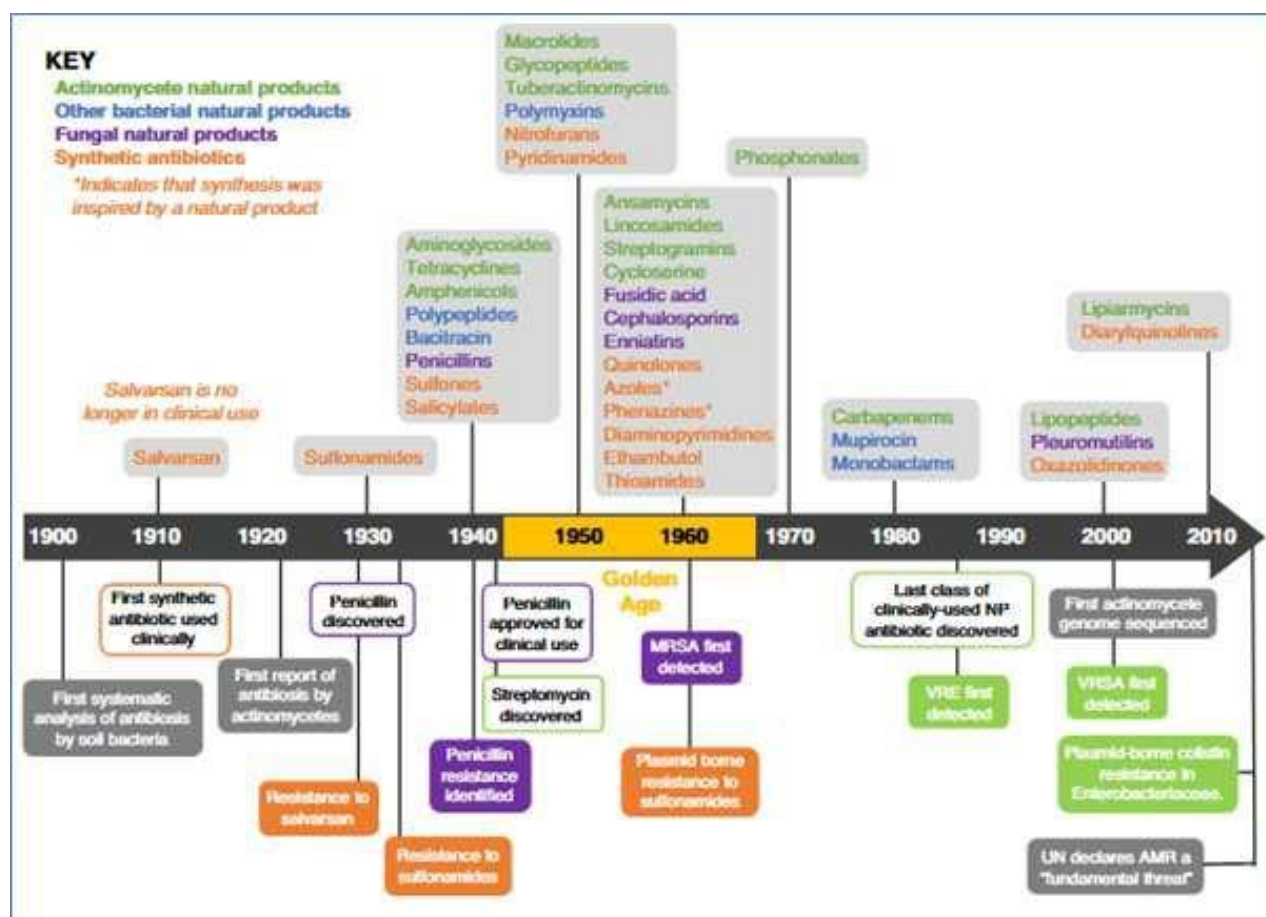 KEY
Actinomycete natural products
Other bacterial natural products
Fungal natural products
Synthetic antibiotics
*Indicates that synthesis was
inspired by a natural product
Salvarsan is no
longer in clinical use
Salvarsan
Sulfonamides
Aminoglycosides
Tetracyclines
Amphenicols
Polypeptides
Bacitracin
Penicillins
Sulfones
Salicylates
Macrolides
Glycopeptides
Tuberactinomycins
Polymyxins
Nitrofurans
Pyridinamides
Ansamycins
Lincosamides
Streptogramins
Cycloserine
Fusidic acid
Cephalosporins
Enniatins
Quinolones
Azoles*
Phenazines*
Diaminopyrimidines
Ethambutol
Thioamides
Phosphonates
Carbapenems
Mupirocin
Monobactams
Lipopeptides
Pleuromutilins
Oxazolidinones
Lipiarmycins
Diarylquinolines
1900 1910 1920 1930 1940 1950 1960 1970 1980 1990 2000 2010
Golden
Age
First systematic
analysis of antibiosis
by soil bacteria
First synthetic
antibiotic used
clinically
First report of
antibiosis by
actinomycetes
Penicillin
discovered
Resistance to
salvarsan
Resistance to
sulfonamides
Penicillin
resistance
identified
Penicillin
approved for
clinical use
Streptomycin
discovered
MRSA first
detected
Plasmid borne
resistance to
sulfonamides
Last class of
clinically-used NP
antibiotic discovered
VRE first
detected
First actinomycete
genome sequenced
VRSA first
detected
Plasmid-borne colistin
resistance in
Enterobacteriaceae.
UN declares AMR a
"fundamental threat"